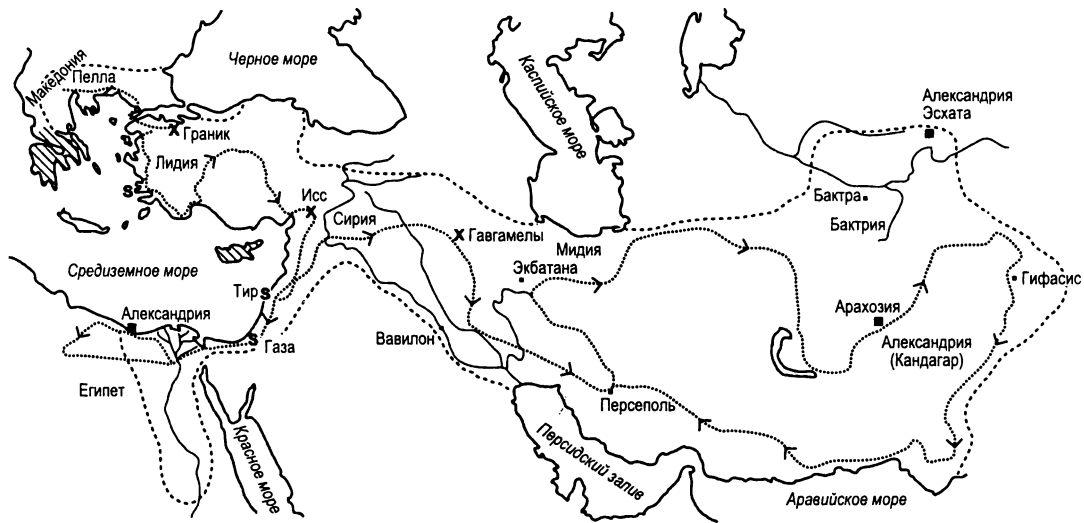 Македония
Пелла
Черное море
Каспийское море
Александрия
Эсхата
X Граник
Лидия
S
Исс
X
Сирия
X Гавгамелы
Мидия
Бактра
Бактрия
Средиземное море
Экбатана
Гифасис
Тир S
Александрия
Арахозия
S Газа
Вавилон
Александрия
(Кандагар)
Египет
Персеполь
Красное море
Персидский залив
Аравийское море